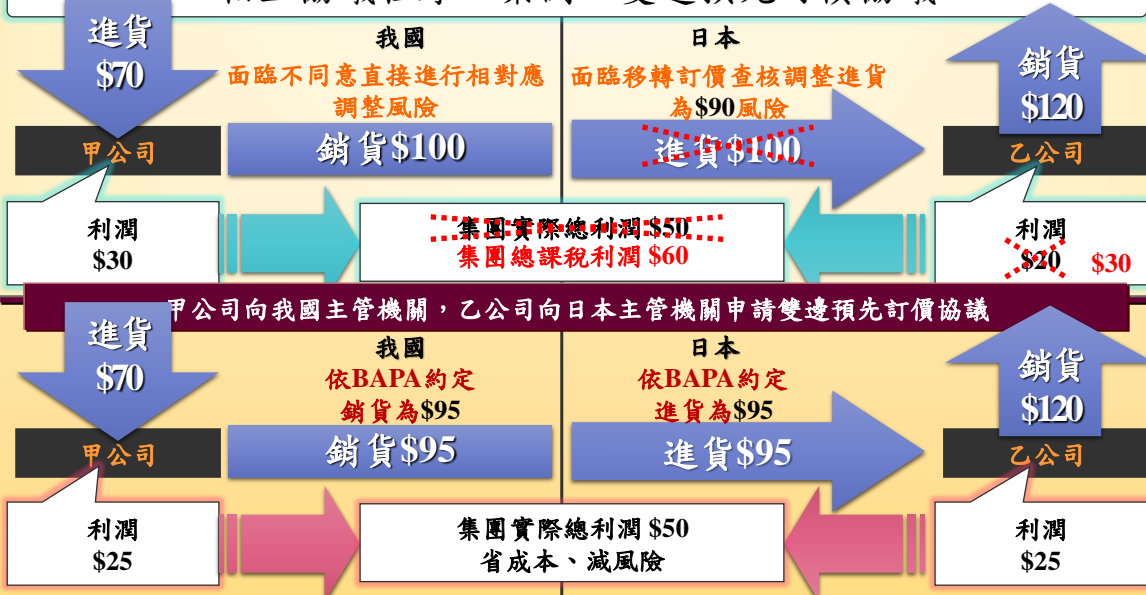 進貨
$70
我國
日本
銷貨
$120
面臨不同意直接進行相對應
調整風險
面臨移轉訂價查核調整進貨
為$90風險
甲公司
銷貨$100
進貨$100
乙公司
利潤
$30
集團實際總利潤 $50
集團總課稅利潤 $60
利潤
$20
$30
甲公司向我國主管機關，乙公司向日本主管機關申請雙邊預先訂價協議
進貨
$70
我國
日本
銷貨
$120
依BAPA約定
銷貨為$95
依BAPA約定
進貨為$95
甲公司
銷貨$95
進貨$95
乙公司
利潤
$25
集團實際總利潤 $50
省成本、減風險
利潤
$25